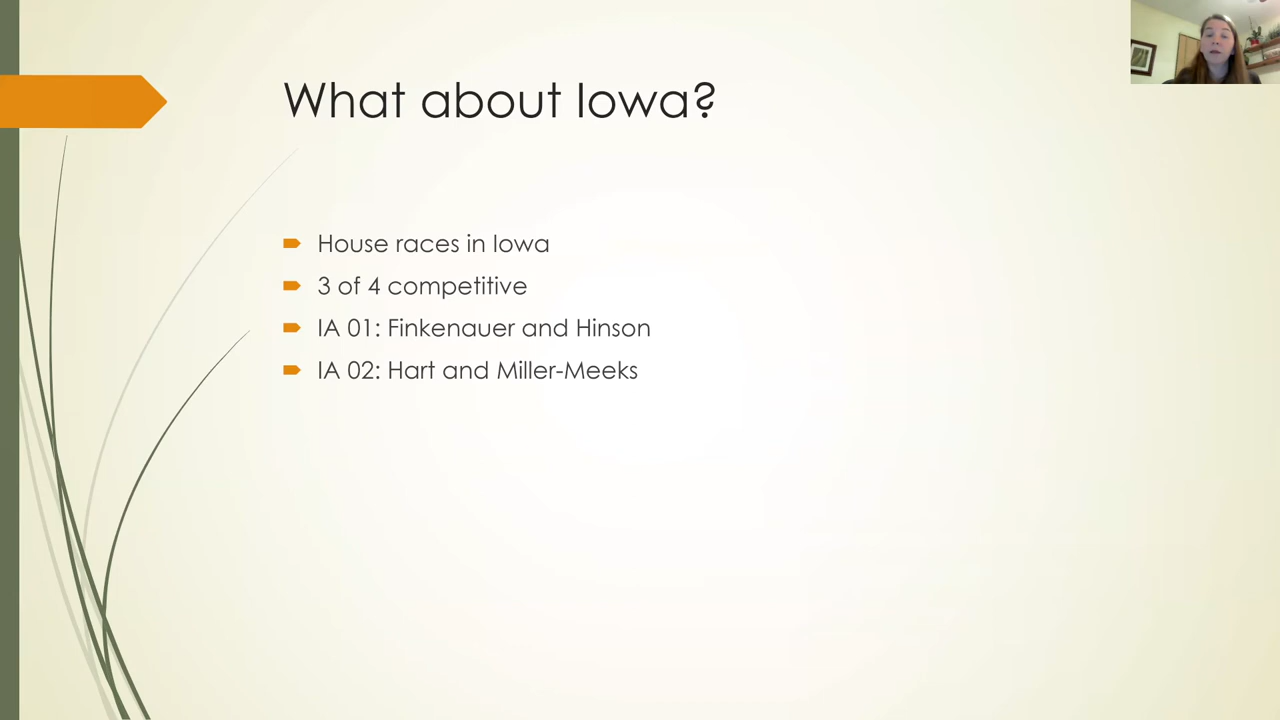 What about Iowa?
House races in Iowa
3 of 4 competitive
IA 01: Finkenauer and Hinson
IA 02: Hart and Miller-Meeks